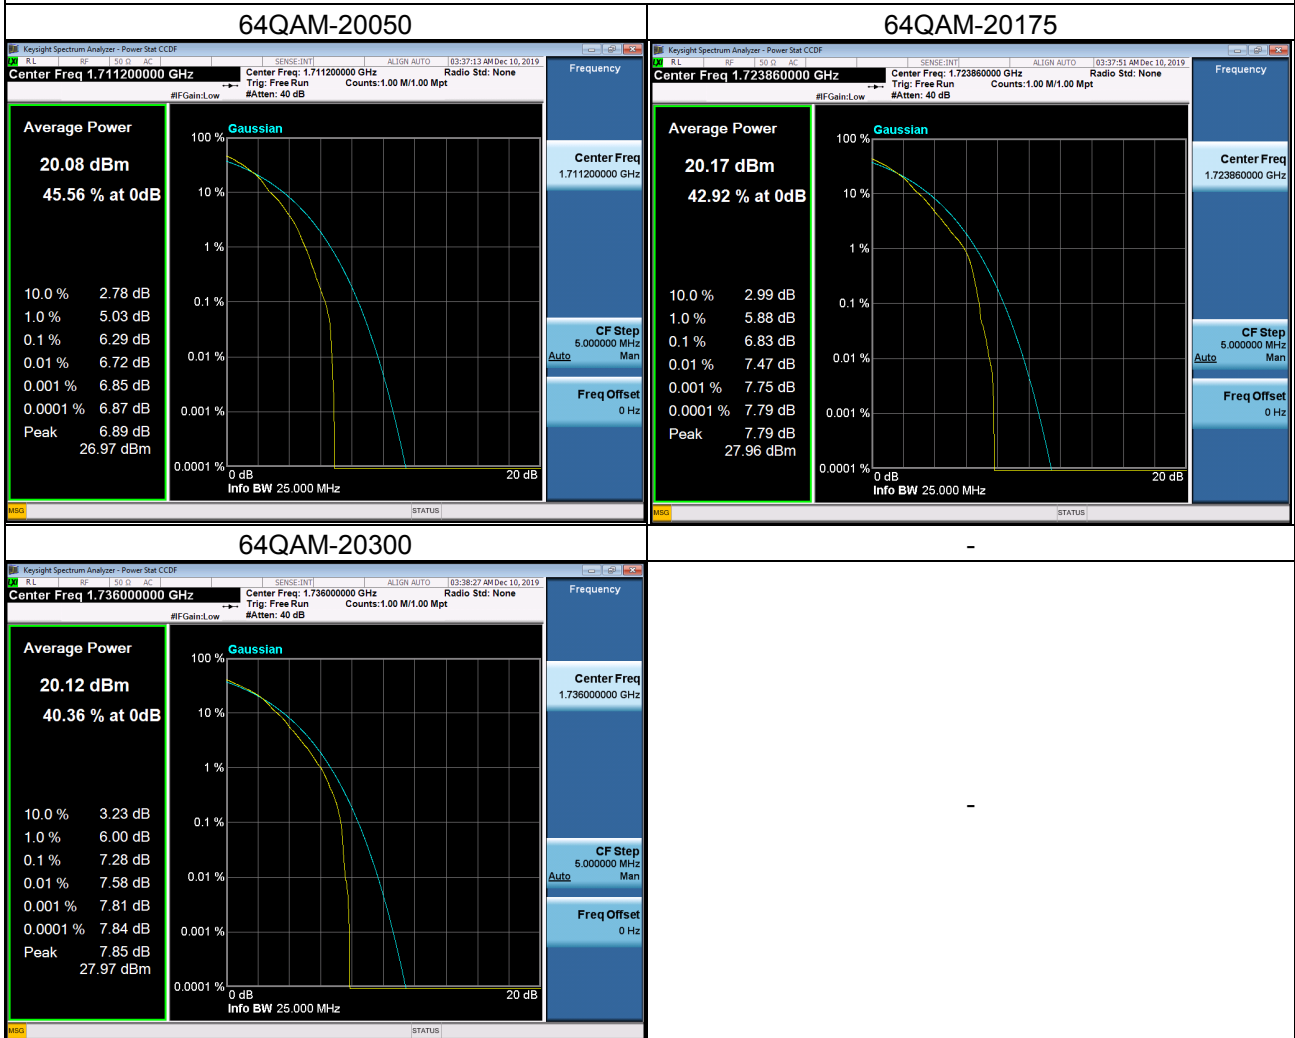 64QAM-20050
Keysight Spectrum Analyzer - Power Stat CCDF
LXI RL RF 50 Ω AC SENSE:INT ALIGN AUTO 03:37:13 AM Dec 10, 2019
Center Freq 1.711200000 GHz
Center Freq: 1.711200000 GHz Radio Std: None
Trig: Free Run Counts:1.00 M/1.00 Mpt
#IFGain:Low #Atten: 40 dB
Frequency
Average Power
20.08 dBm
45.56 % at 0dB
10.0 % 2.78 dB
1.0 % 5.03 dB
0.1 % 6.29 dB
0.01 % 6.72 dB
0.001 % 6.85 dB
0.0001 % 6.87 dB
Peak 6.89 dB
26.97 dBm
Gaussian
100 %
10 %
1 %
0.1 %
0.01 %
0.001 %
0.0001 %
0 dB 20 dB
Info BW 25.000 MHz
Center Freq
1.711200000 GHz
CF Step
5.000000 MHz
Auto Man
Freq Offset
0 Hz
MSG STATUS
64QAM-20175
Keysight Spectrum Analyzer - Power Stat CCDF
LXI RL RF 50 Ω AC SENSE:INT ALIGN AUTO 03:37:51 AM Dec 10, 2019
Center Freq 1.723860000 GHz
Center Freq: 1.723860000 GHz Radio Std: None
Trig: Free Run Counts:1.00 M/1.00 Mpt
#IFGain:Low #Atten: 40 dB
Frequency
Average Power
20.17 dBm
42.92 % at 0dB
10.0 % 2.99 dB
1.0 % 5.88 dB
0.1 % 6.83 dB
0.01 % 7.47 dB
0.001 % 7.75 dB
0.0001 % 7.79 dB
Peak 7.79 dB
27.96 dBm
Gaussian
100 %
10 %
1 %
0.1 %
0.01 %
0.001 %
0.0001 %
0 dB 20 dB
Info BW 25.000 MHz
Center Freq
1.723860000 GHz
CF Step
5.000000 MHz
Auto Man
Freq Offset
0 Hz
MSG STATUS
64QAM-20300
Keysight Spectrum Analyzer - Power Stat CCDF
LXI RL RF 50 Ω AC SENSE:INT ALIGN AUTO 03:38:27 AM Dec 10, 2019
Center Freq 1.736000000 GHz
Center Freq: 1.736000000 GHz Radio Std: None
Trig: Free Run Counts:1.00 M/1.00 Mpt
#IFGain:Low #Atten: 40 dB
Frequency
Average Power
20.12 dBm
40.36 % at 0dB
10.0 % 3.23 dB
1.0 % 6.00 dB
0.1 % 7.28 dB
0.01 % 7.58 dB
0.001 % 7.81 dB
0.0001 % 7.84 dB
Peak 7.85 dB
27.97 dBm
Gaussian
100 %
10 %
1 %
0.1 %
0.01 %
0.001 %
0.0001 %
0 dB 20 dB
Info BW 25.000 MHz
Center Freq
1.736000000 GHz
CF Step
5.000000 MHz
Auto Man
Freq Offset
0 Hz
MSG STATUS
-
-